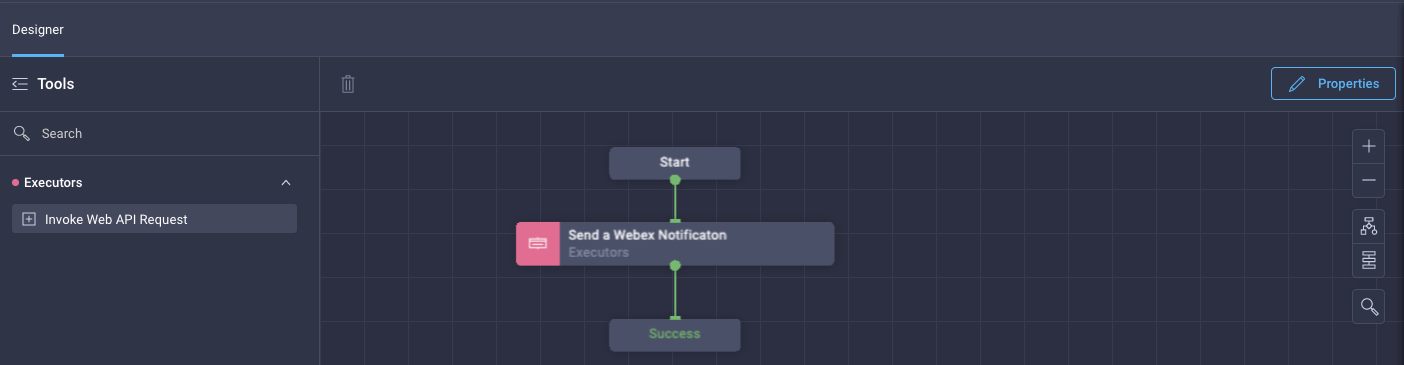 Designer
Tools
Properties
Search
Start
Executors
Invoke Web API Request
Send a Webex Notificaton
Executors
Success